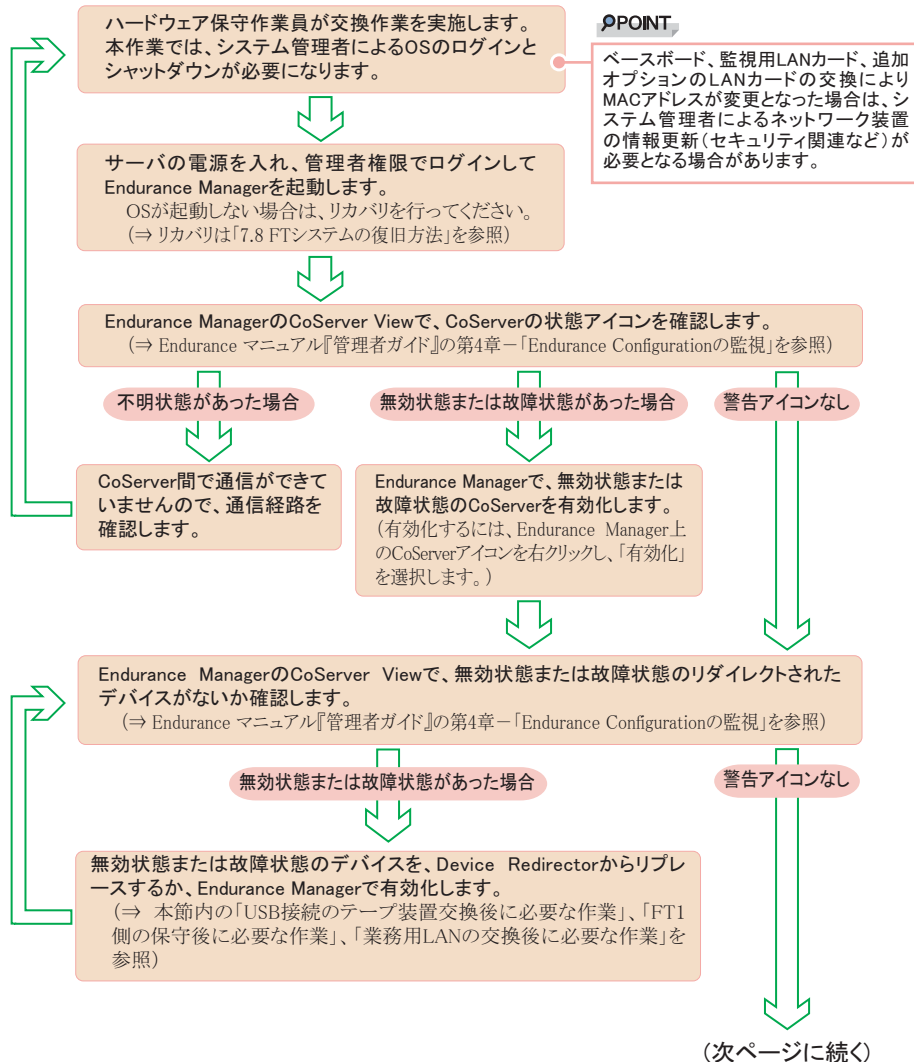 ハードウェア保守作業員が交換作業を実施します。
本作業では、システム管理者によるOSのログインと
シャットダウンが必要になります。
POINT
ベースボード、監視用LANカード、追加
オプションのLANカードの交換により
MACアドレスが変更となった場合は、シ
ステム管理者によるネットワーク装置
の情報更新(セキュリティ関連など)が
必要となる場合があります。
サーバの電源を入れ、管理者権限でログインして
Endurance Managerを起動します。
OSが起動しない場合は、リカバリを行ってください。
(⇒ リカバリは「7.8 FTシステムの復旧方法」を参照)
Endurance ManagerのCoServer Viewで、CoServerの状態アイコンを確認します。
(⇒ Endurance マニュアル『管理者ガイド』の第4章－「Endurance Configurationの監視」を参照)
不明状態があった場合
無効状態または故障状態があった場合
警告アイコンなし
CoServer間で通信ができて
いませんので、通信経路を
確認します。
Endurance Managerで、無効状態または
故障状態のCoServerを有効化します。
(有効化するには、Endurance Manager上
のCoServerアイコンを右クリックし、「有効化」
を選択します。)
Endurance ManagerのCoServer Viewで、無効状態または故障状態のリダイレクトされた
デバイスがないか確認します。
(⇒ Endurance マニュアル『管理者ガイド』の第4章－「Endurance Configurationの監視」を参照)
無効状態または故障状態があった場合
警告アイコンなし
無効状態または故障状態のデバイスを、Device Redirectorからリプレ
ースするか、Endurance Managerで有効化します。
(⇒ 本節内の「USB接続のテープ装置交換後に必要な作業」、「FT1
側の保守後に必要な作業」、「業務用LANの交換後に必要な作業」を
参照)
(次ページに続く)